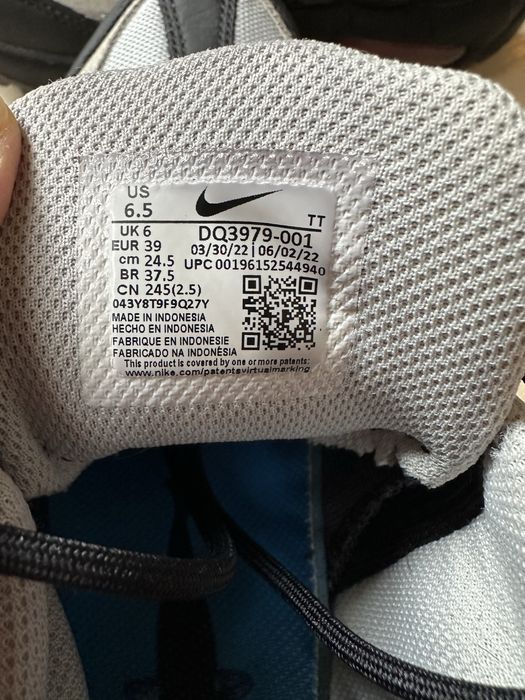 US
6.5
TT
UK 6
DQ3979-001
EUR 39
03/30/22 | 06/02/22
cm 24.5
UPC 00196152544940
BR 37.5
CN 245(2.5)
043Y8T9F9Q27Y
MADE IN INDONESIA
HECHO EN INDONESIA
FABRIQUE EN INDONESIE
FABRICADO NA INDONÉSIA
This product is covered by one or more patents:
www.nike.com/patentsvirtualmarking